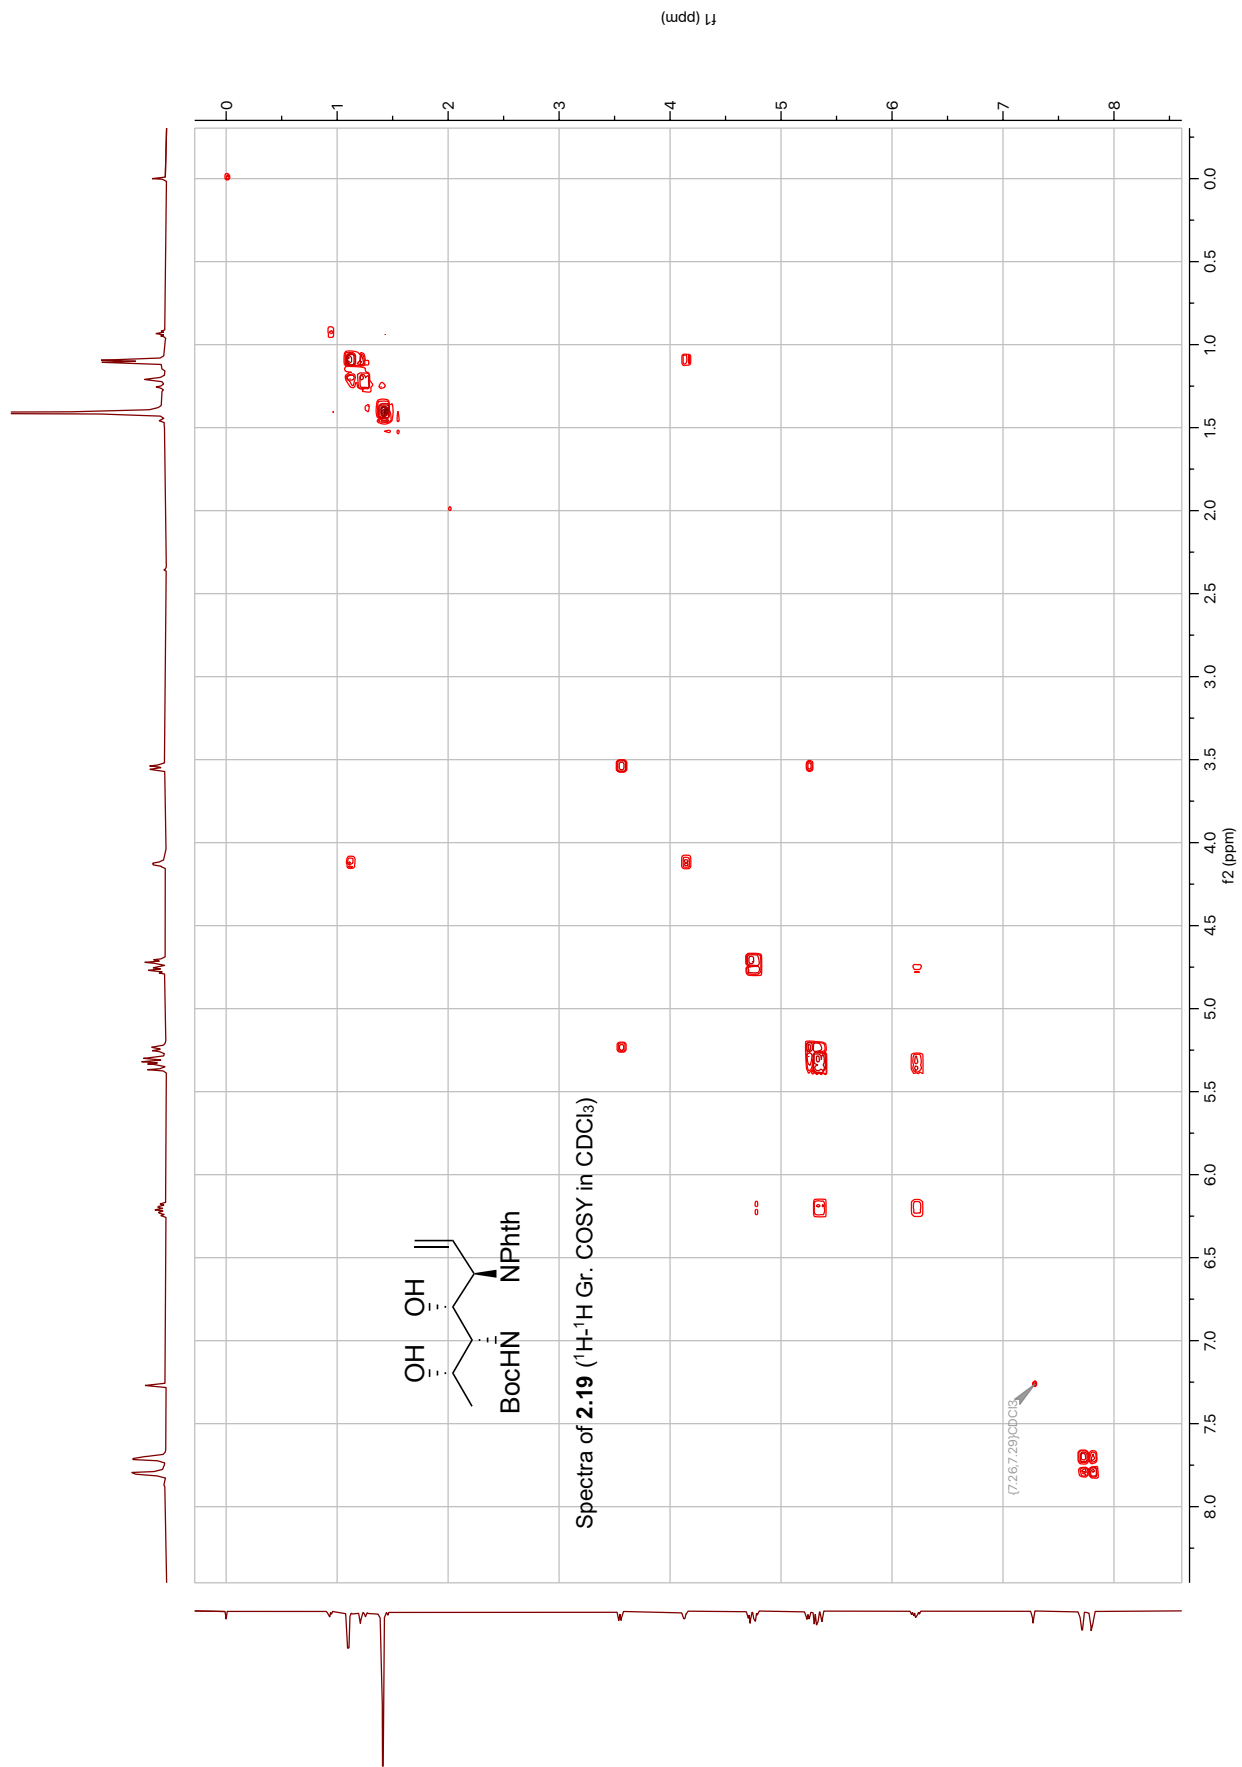 f1 (ppm)
0
1
2
3
4
5
6
7
8
OH OH
BocHN NPhth
Spectra of 2.19 (¹H-¹H Gr. COSY in CDCl₃)
{7.26,7.29}CDCl3
8.0 7.5 7.0 6.5 6.0 5.5 5.0 4.5 4.0 3.5 3.0 2.5 2.0 1.5 1.0 0.5 0.0
f2 (ppm)